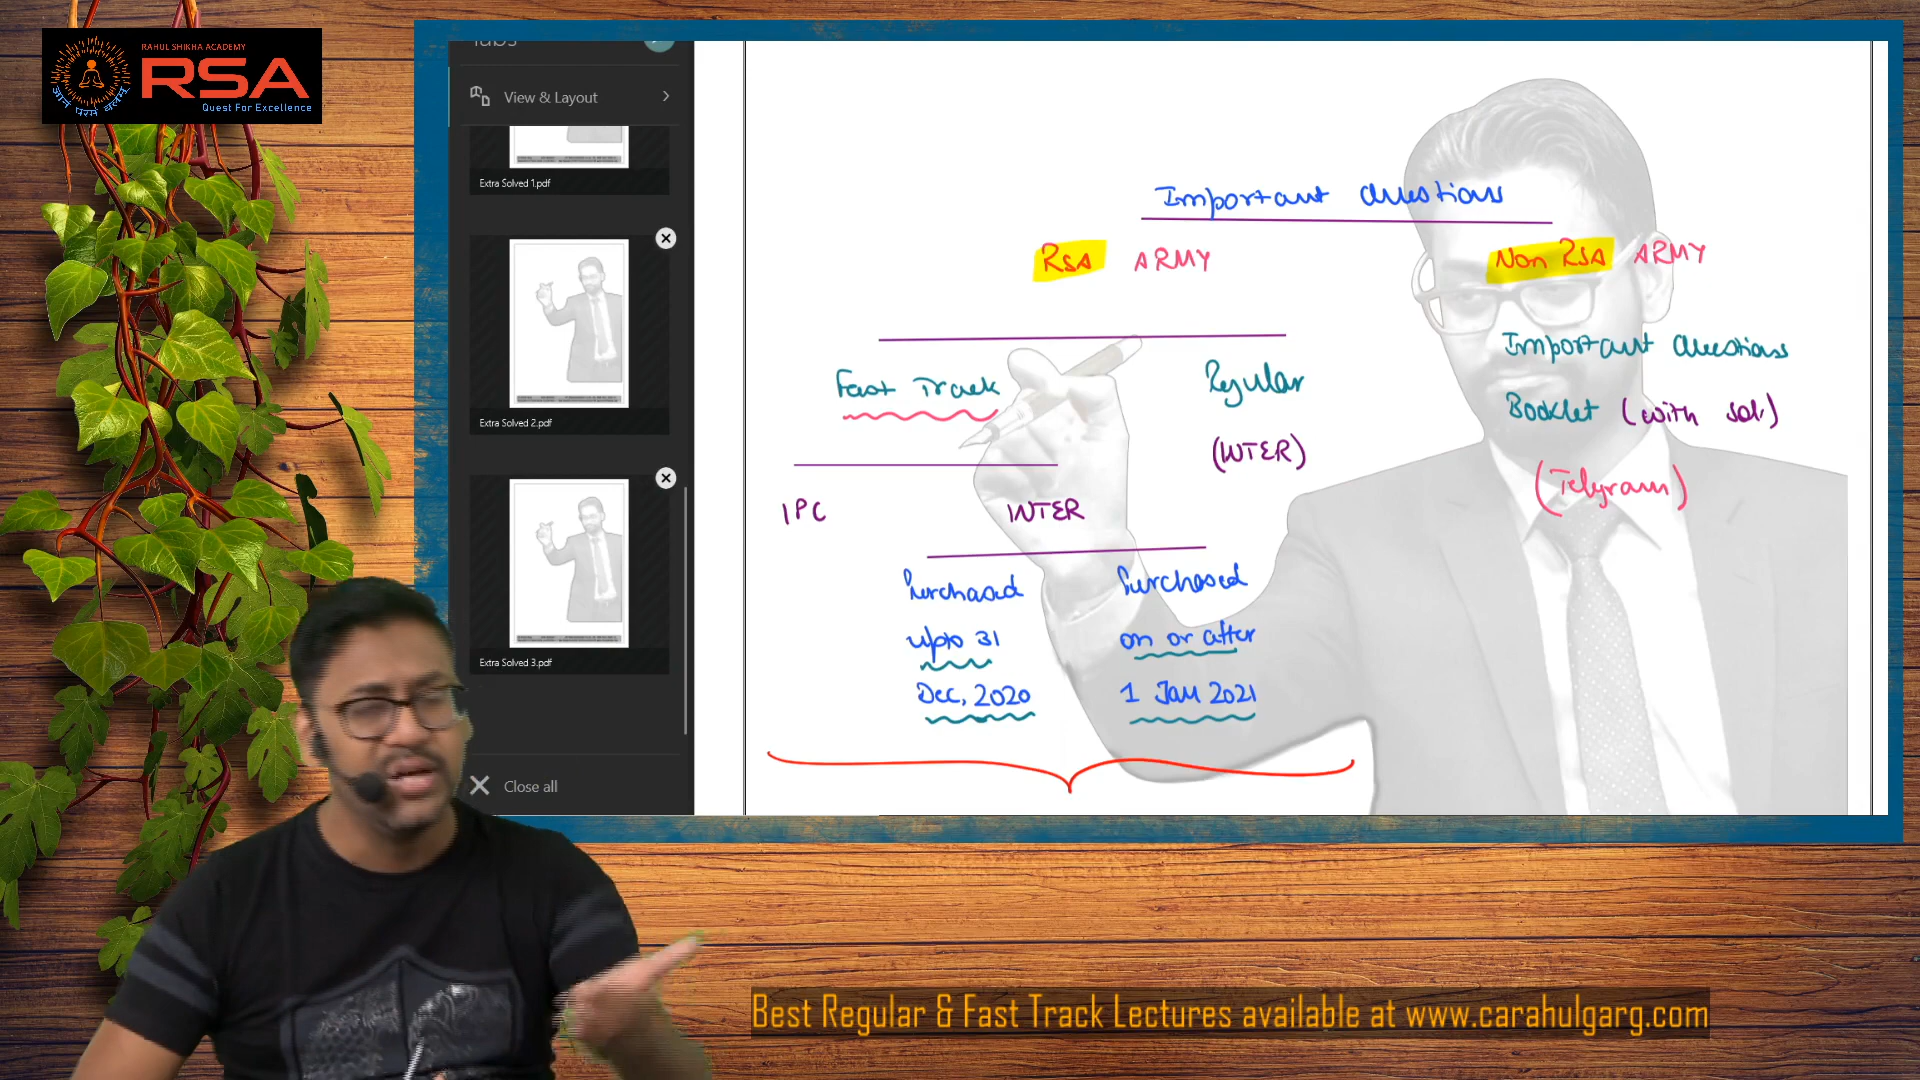 RAHUL SHIKHA ACADEMY
RSA
Quest For Excellence
Tabs
View & Layout
Extra Solved 1.pdf
Extra Solved 2.pdf
Extra Solved 3.pdf
Close all
Important Questions
RSA ARMY
Non RSA ARMY
Fast Track
Regular
(INTER)
Important Questions
Booklet (with sol.)
(Telegram)
IPC
INTER
Purchased
upto 31
Dec, 2020
Purchased
on or after
1 Jan 2021
Best Regular & Fast Track Lectures available at www.carahulgarg.com